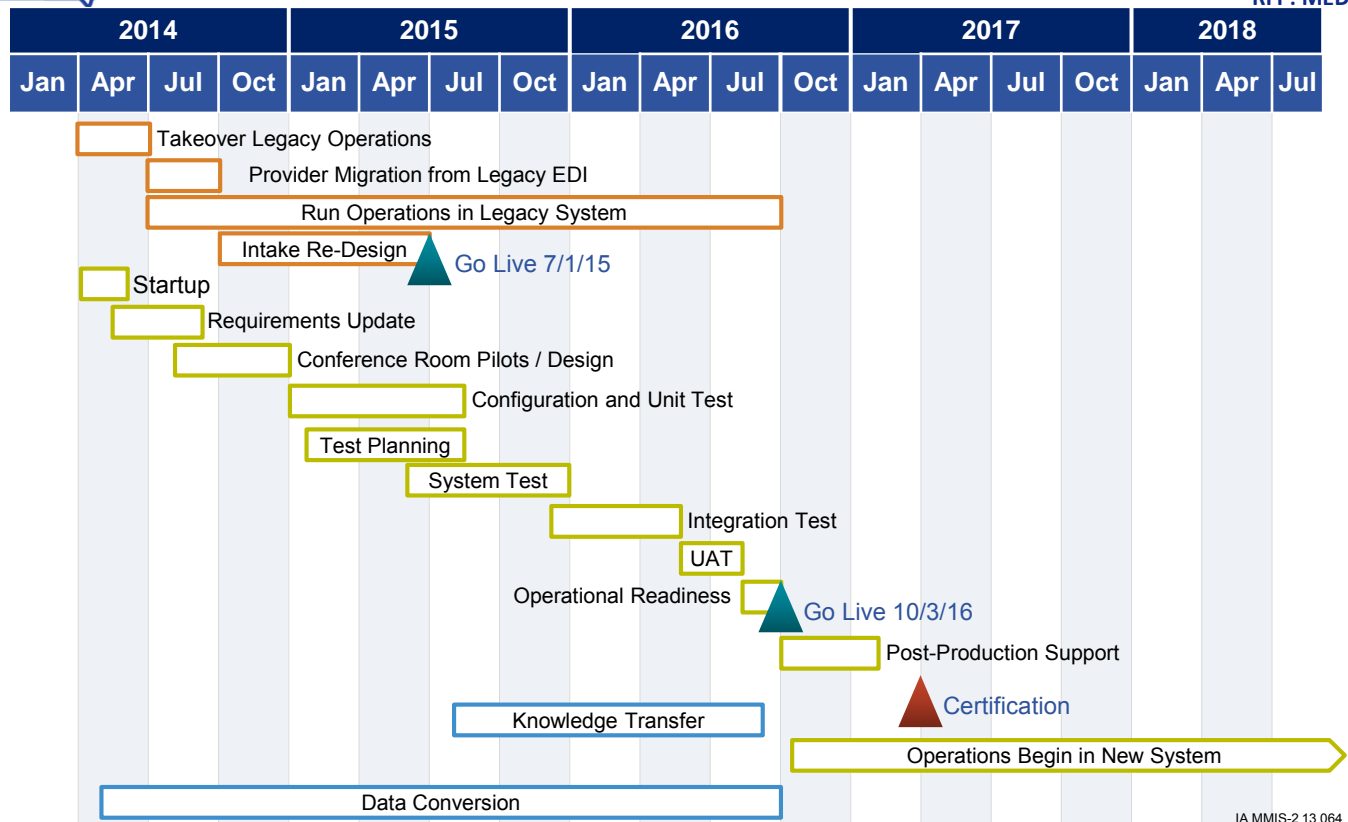 2014 2015 2016 2017 2018
Jan Apr Jul Oct Jan Apr Jul Oct Jan Apr Jul Oct Jan Apr Jul Oct Jan Apr Jul
Takeover Legacy Operations
Provider Migration from Legacy EDI
Run Operations in Legacy System
Intake Re-Design
Go Live 7/1/15
Startup
Requirements Update
Conference Room Pilots / Design
Configuration and Unit Test
Test Planning
System Test
Integration Test
UAT
Operational Readiness
Go Live 10/3/16
Post-Production Support
Certification
Knowledge Transfer
Operations Begin in New System
Data Conversion
IA MMIS-2 13 064